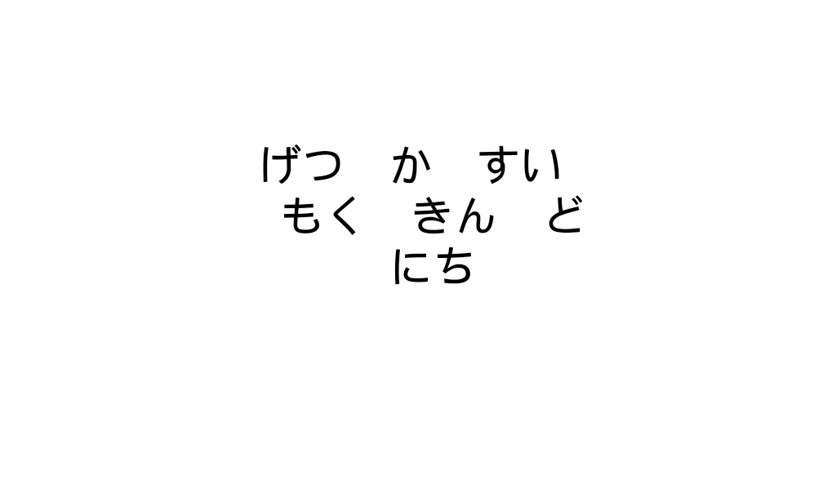 げつ　か　すい
もく　きん　ど
にち